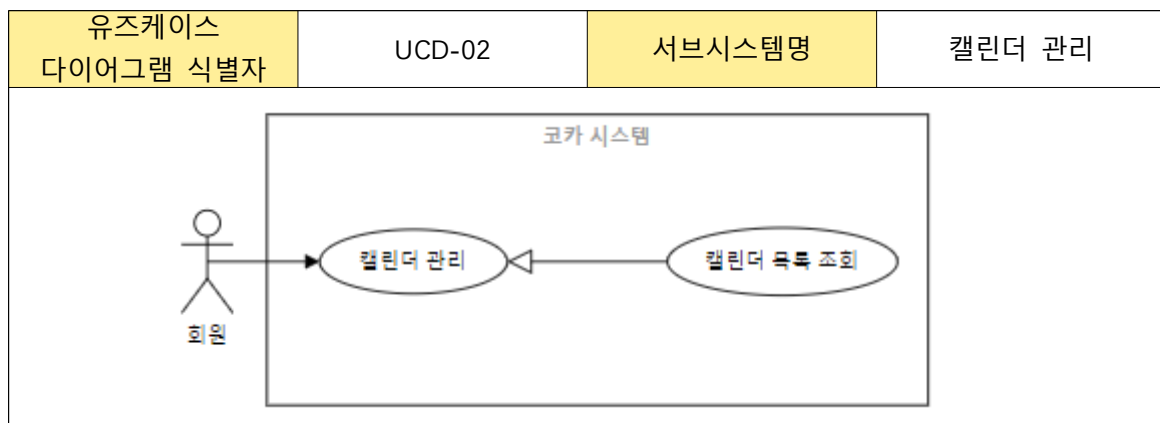 유즈케이스
다이어그램 식별자
UCD-02
서브시스템명
캘린더 관리
코카 시스템
캘린더 관리
캘린더 목록 조회
회원